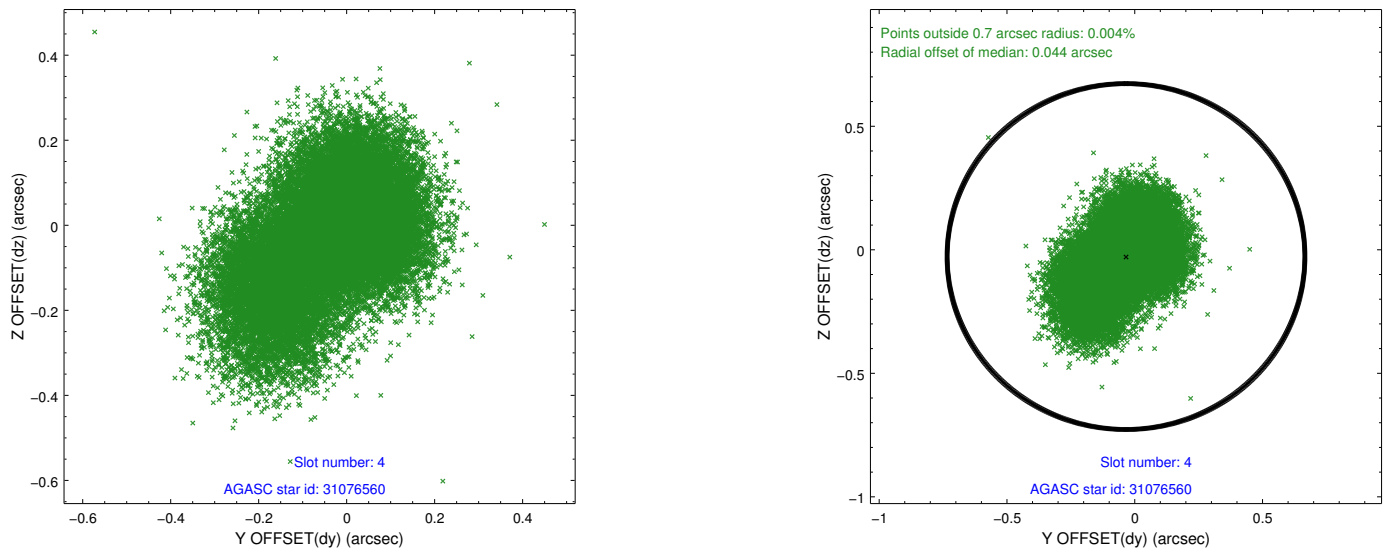 0.4
0.2
0
−0.2
−0.4
−0.6
−0.6
−0.4
−0.2
0
0.2
0.4
Z OFFSET(dz) (arcsec)
Y OFFSET(dy) (arcsec)
Slot number: 4
AGASC star id: 31076560
Points outside 0.7 arcsec radius: 0.004%
Radial offset of median: 0.044 arcsec
0.5
0
−0.5
−1
−1
−0.5
0
0.5
Z OFFSET(dz) (arcsec)
Y OFFSET(dy) (arcsec)
Slot number: 4
AGASC star id: 31076560